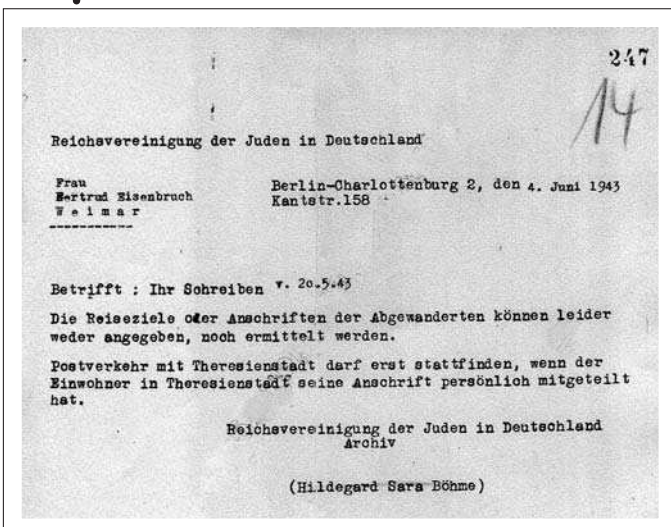 247
14
Reichsvereinigung der Juden in Deutschland
Frau
Gertrud Eisenbruch
Weimar
Berlin-Charlottenburg 2, den 4. Juni 1943
Kantstr.158
Betrifft : Ihr Schreiben v. 20.5.43
Die Reiseziele oder Anschriften der Abgewanderten können leider
weder angegeben, noch ermittelt werden.
Postverkehr mit Theresienstadt darf erst stattfinden, wenn der
Einwohner in Theresienstadt seine Anschrift persönlich mitgeteilt
hat.
Reichsvereinigung der Juden in Deutschland
Archiv
(Hildegard Sara Böhme)